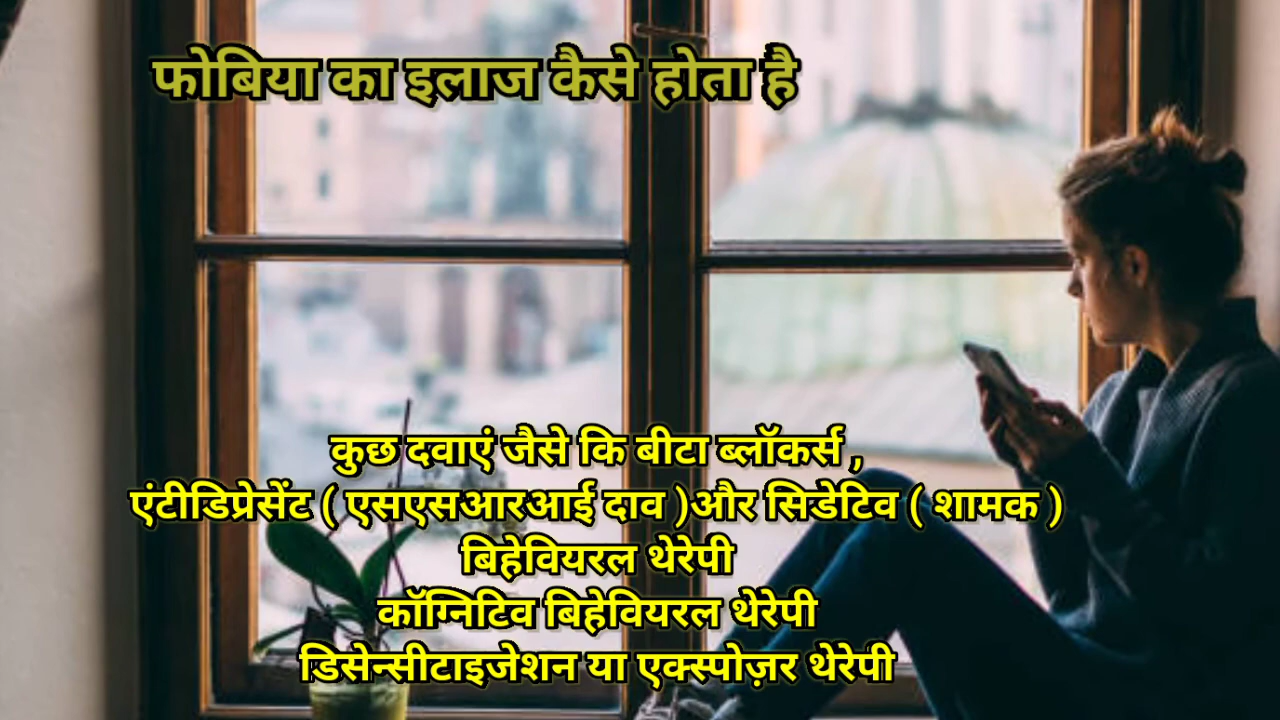 फोबिया का इलाज कैसे होता है
कुछ दवाएं जैसे कि बीटा ब्लॉकर्स ,
एंटीडिप्रेसेंट ( एसएसआरआई दाव )और सिडेटिव ( शामक )
बिहेवियरल थेरेपी
कॉग्निटिव बिहेवियरल थेरेपी
डिसेन्सीटाइजेशन या एक्स्पोज़र थेरेपी